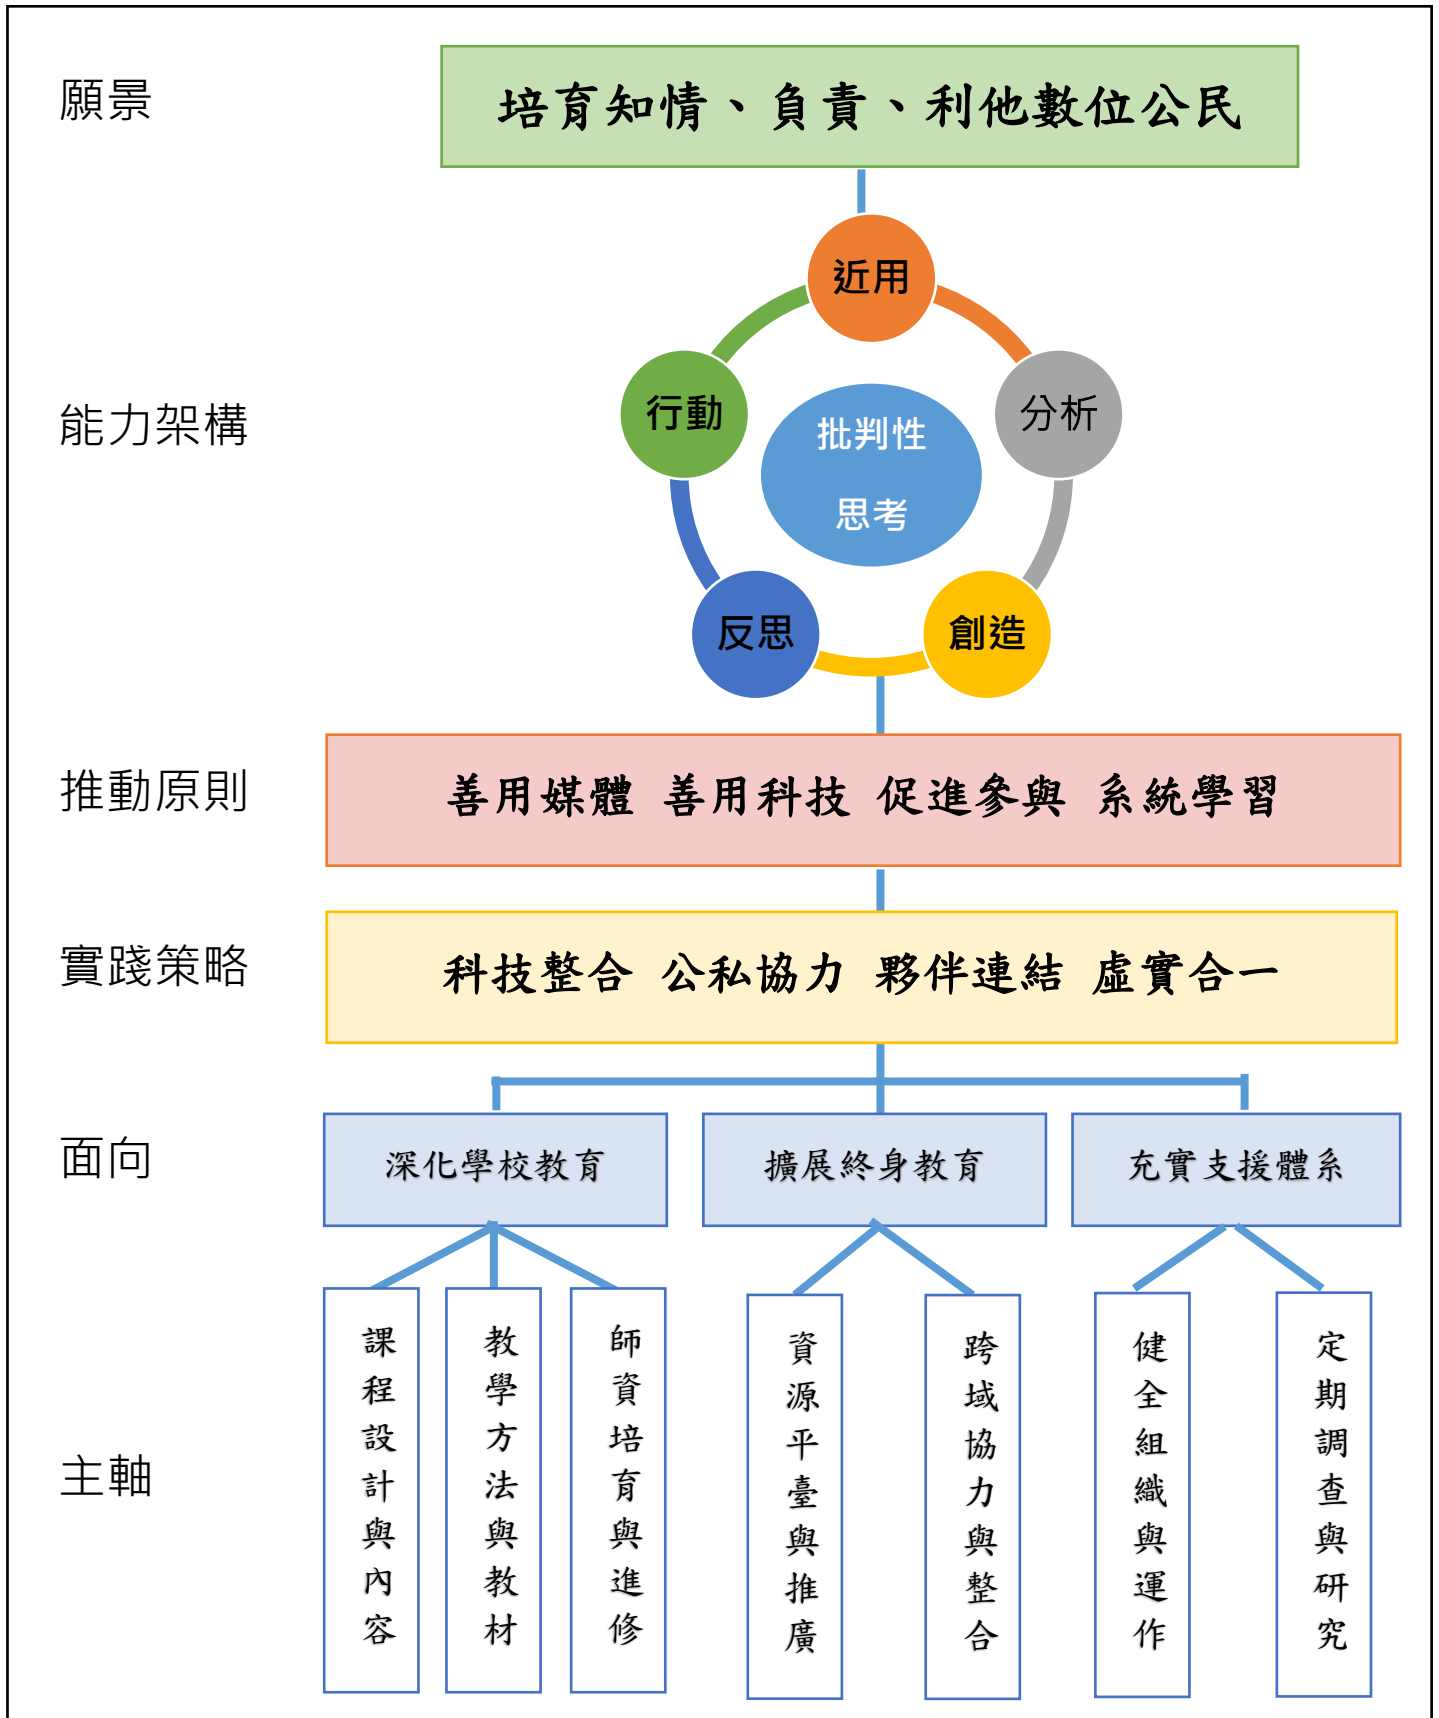 願景
培育知情、負責、利他數位公民
能力架構
近用
分析
創造
反思
行動
批判性
思考
推動原則
善用媒體 善用科技 促進參與 系統學習
實踐策略
科技整合 公私協力 夥伴連結 虛實合一
面向
深化學校教育
擴展終身教育
充實支援體系
主軸
課程設計與內容
教學方法與教材
師資培育與進修
資源平臺與推廣
跨域協力與整合
健全組織與運作
定期調查與研究